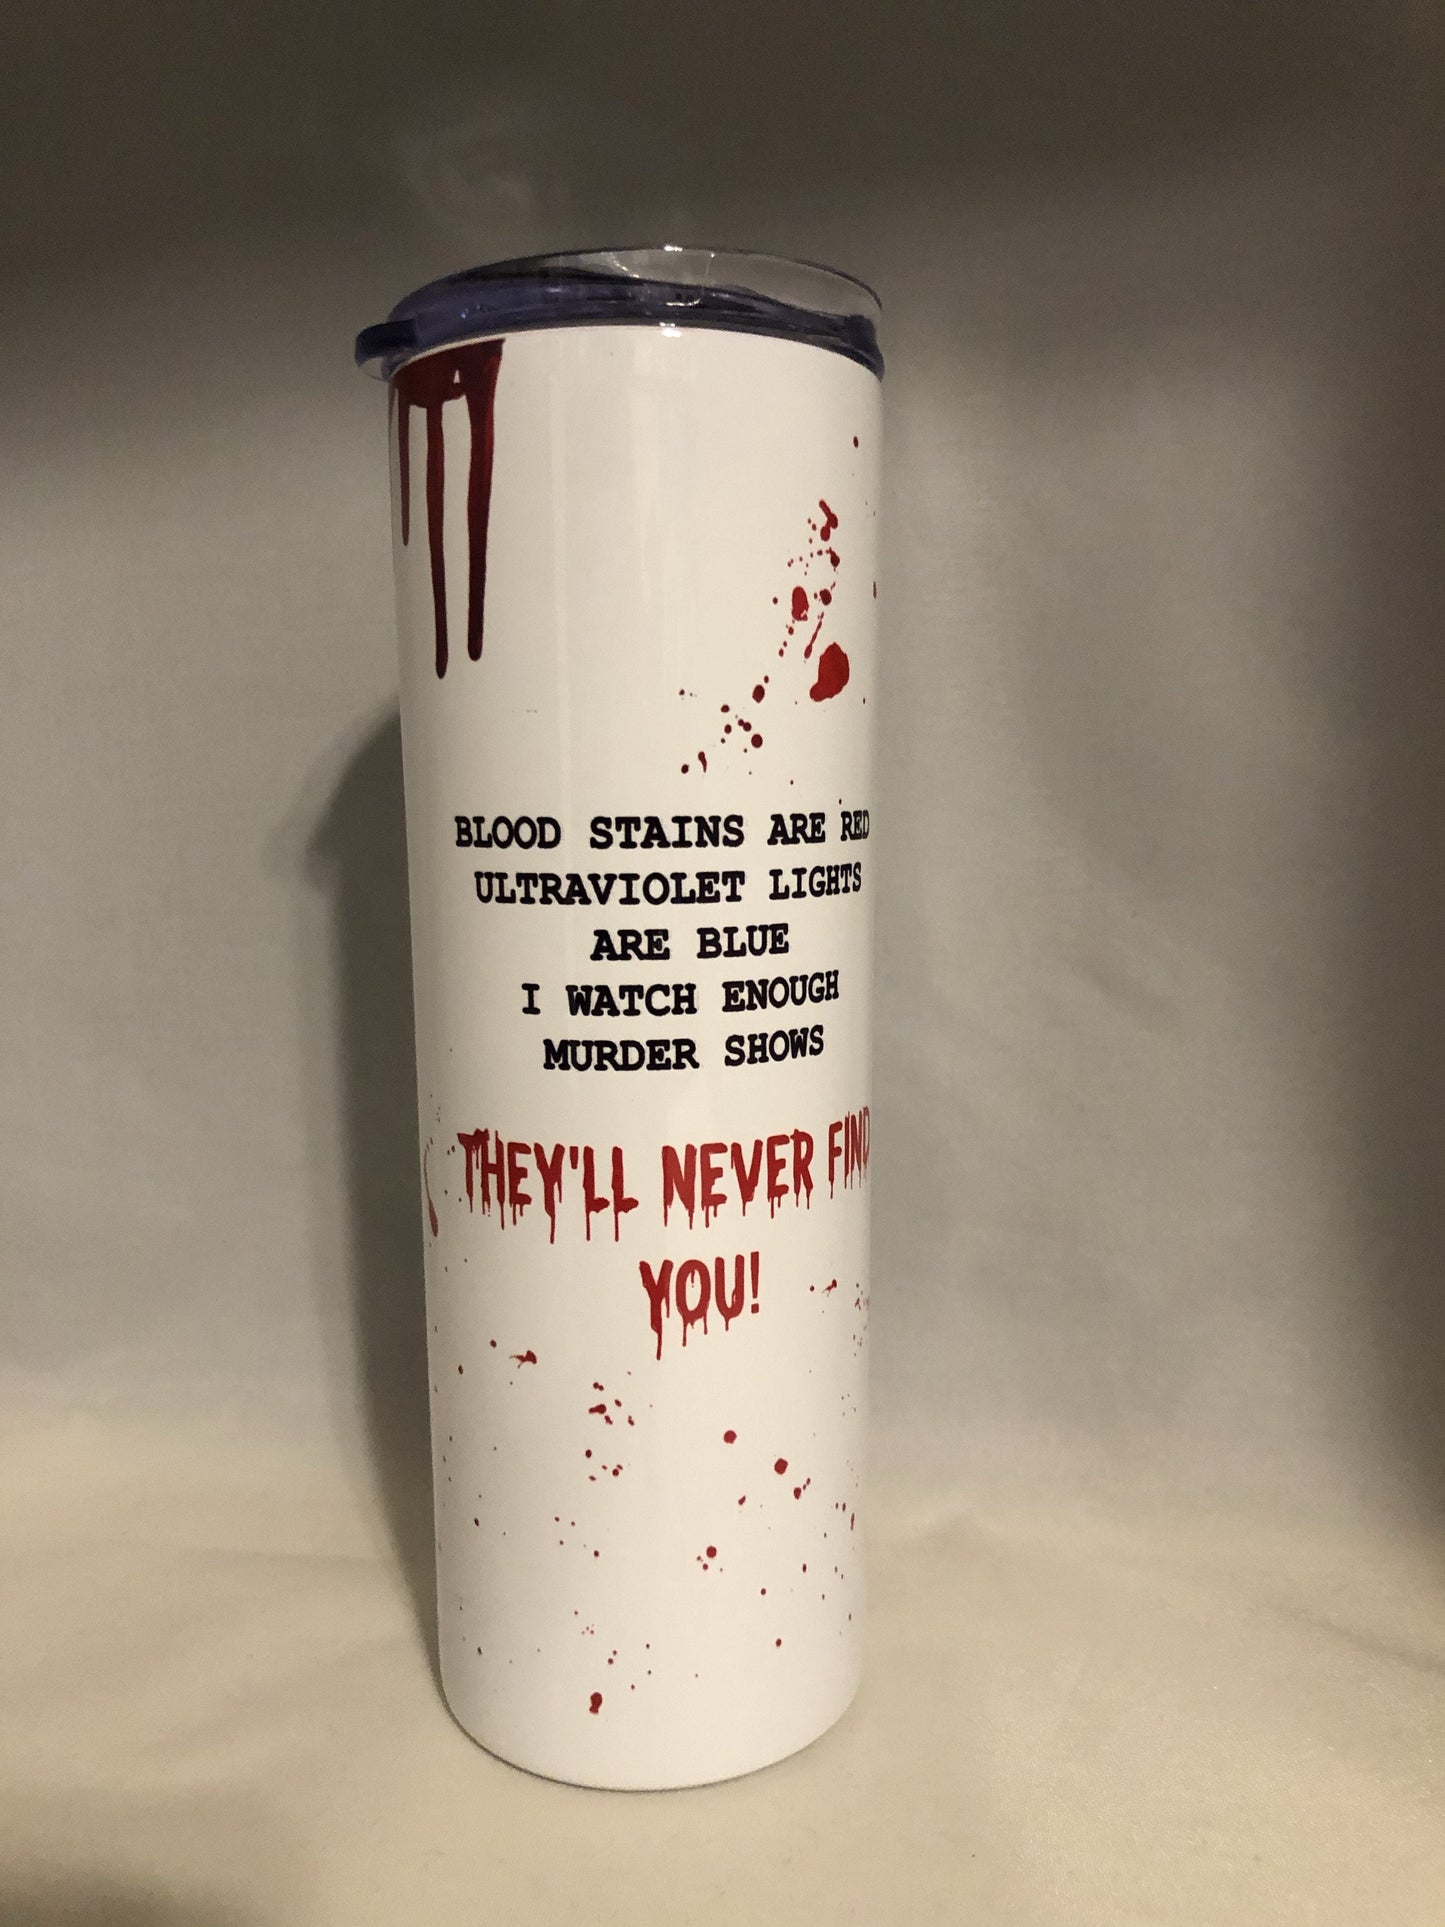 BLOOD STAINS ARE RED
ULTRAVIOLET LIGHTS
ARE BLUE
I WATCH ENOUGH
MURDER SHOWS
THEY'LL NEVER FIND
YOU!